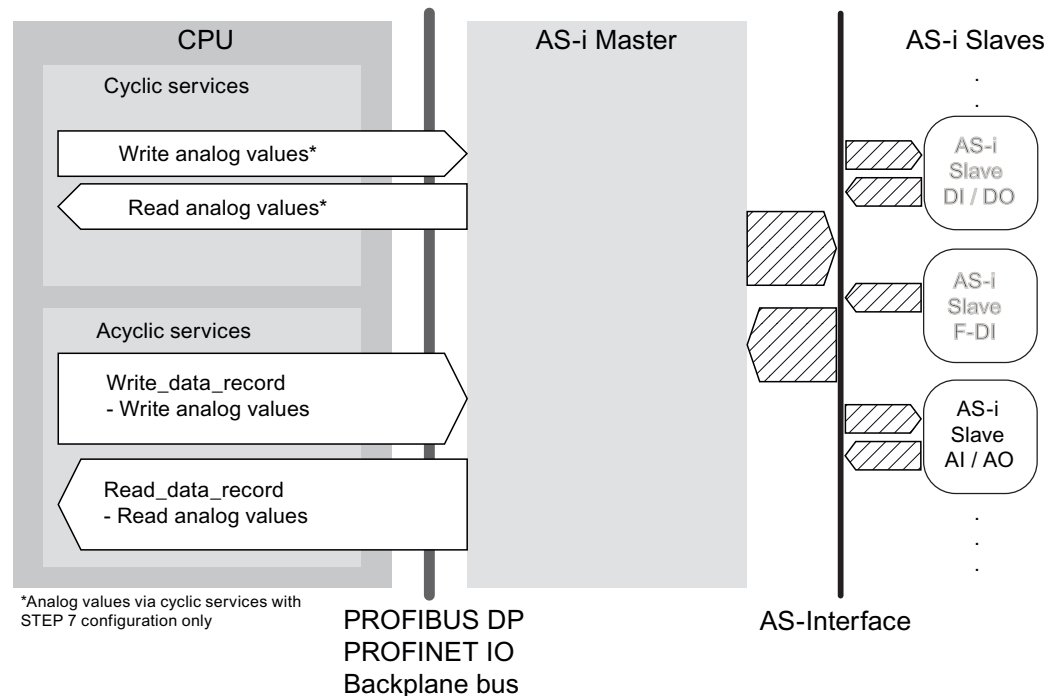 CPU
AS-i Master
AS-i Slaves
Cyclic services
Write analog values*
Read analog values*
Acyclic services
Write_data_record
- Write analog values
Read_data_record
- Read analog values
AS-i
Slave
DI / DO
AS-i
Slave
F-DI
AS-i
Slave
AI / AO
*Analog values via cyclic services with
STEP 7 configuration only
PROFIBUS DP
PROFINET IO
Backplane bus
AS-Interface